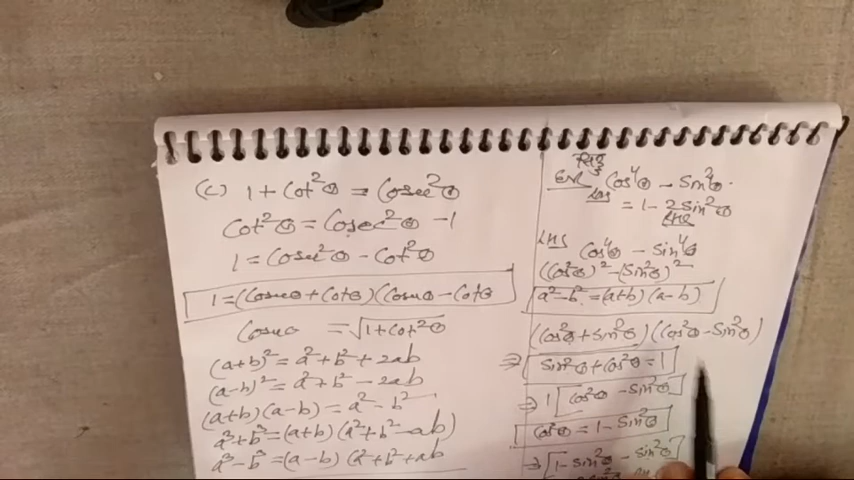 (C) 1 + Cot²θ = Cosec²θ
Cot²θ = Cosec²θ - 1
1 = Cosec²θ - Cot²θ
1 = (Cosecθ + Cotθ)(Cosecθ - Cotθ
Cosecθ = √1 + Cot²θ
(a+b)² = a² + b² + 2ab
(a-b)² = a² + b² - 2ab
(a+b)(a-b) = a² - b²
a³ + b³ = (a+b)(a² + b² - ab)
a³ - b³ = (a-b)(a² + b² + ab
Cos⁴θ - Sin⁴θ.
LHS
= 1 - 2Sin²θ
RHS
LHS Cos⁴θ - Sin⁴θ
(Cos²θ)² - (Sin²θ)²
a² - b² = (a+b)(a-b)
(Cos²θ + Sin²θ)(Cos²θ - Sin²θ)
⇒ Sin²θ + Cos²θ = 1
⇒ 1 [Cos²θ - Sin²θ]
Cos²θ = 1 - Sin²θ
⇒ [1 - Sin²θ - Sin²θ]